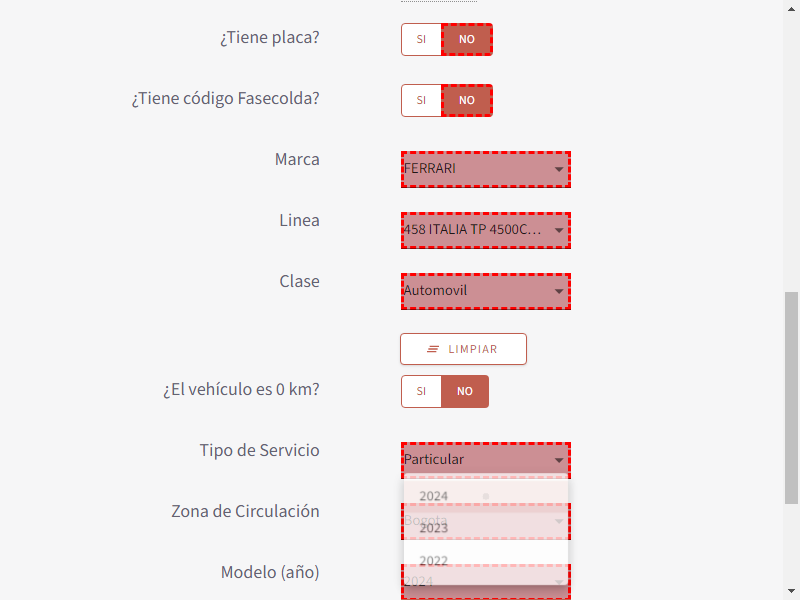 ¿Tiene placa? SI NO
¿Tiene código Fasecolda? SI NO
Marca FERRARI
Linea 458 ITALIA TP 4500C...
Clase Automovil
LIMPIAR
¿El vehículo es 0 km? SI NO
Tipo de Servicio Particular
2024
Zona de Circulación Bogota
2023
2022
Modelo (año) 2024